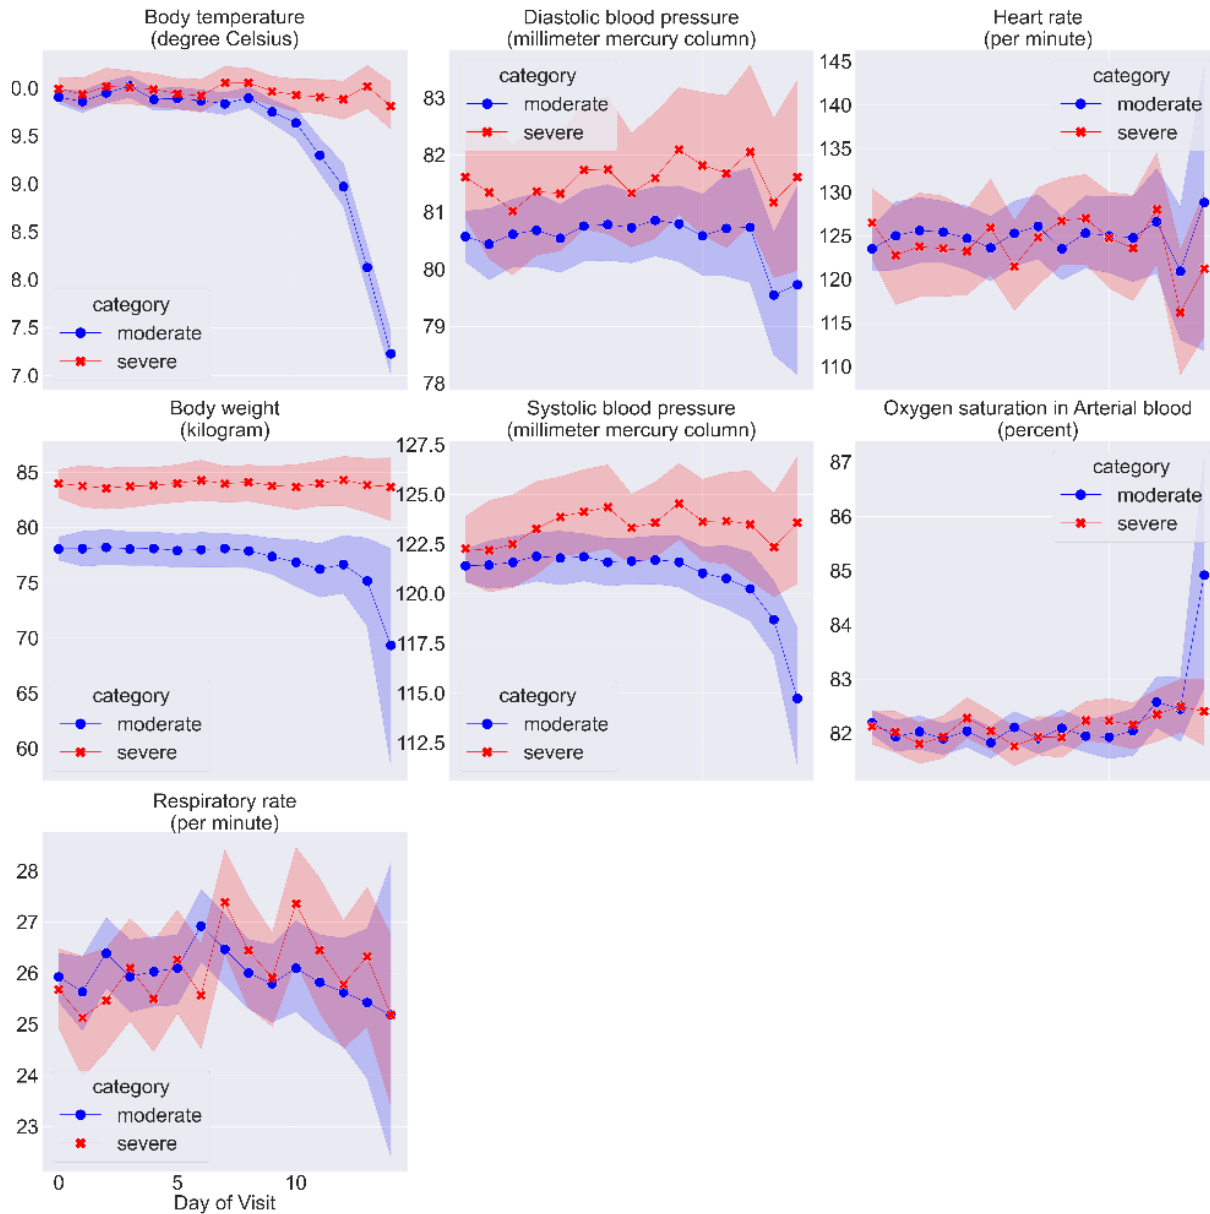 Body temperature
(degree Celsius)
0.0
9.5
9.0
8.5
8.0
7.5
7.0
category
moderate
severe
Diastolic blood pressure
(millimeter mercury column)
83
82
81
80
79
78
category
moderate
severe
Heart rate
(per minute)
145
140
135
130
125
120
115
110
category
moderate
severe
Body weight
(kilogram)
85
80
75
70
65
60
category
moderate
severe
Systolic blood pressure
(millimeter mercury column)
127.5
125.0
122.5
120.0
117.5
115.0
112.5
category
moderate
severe
Oxygen saturation in Arterial blood
(percent)
87
86
85
84
83
82
category
moderate
severe
Respiratory rate
(per minute)
28
27
26
25
24
23
category
moderate
severe
0 5 10
Day of Visit